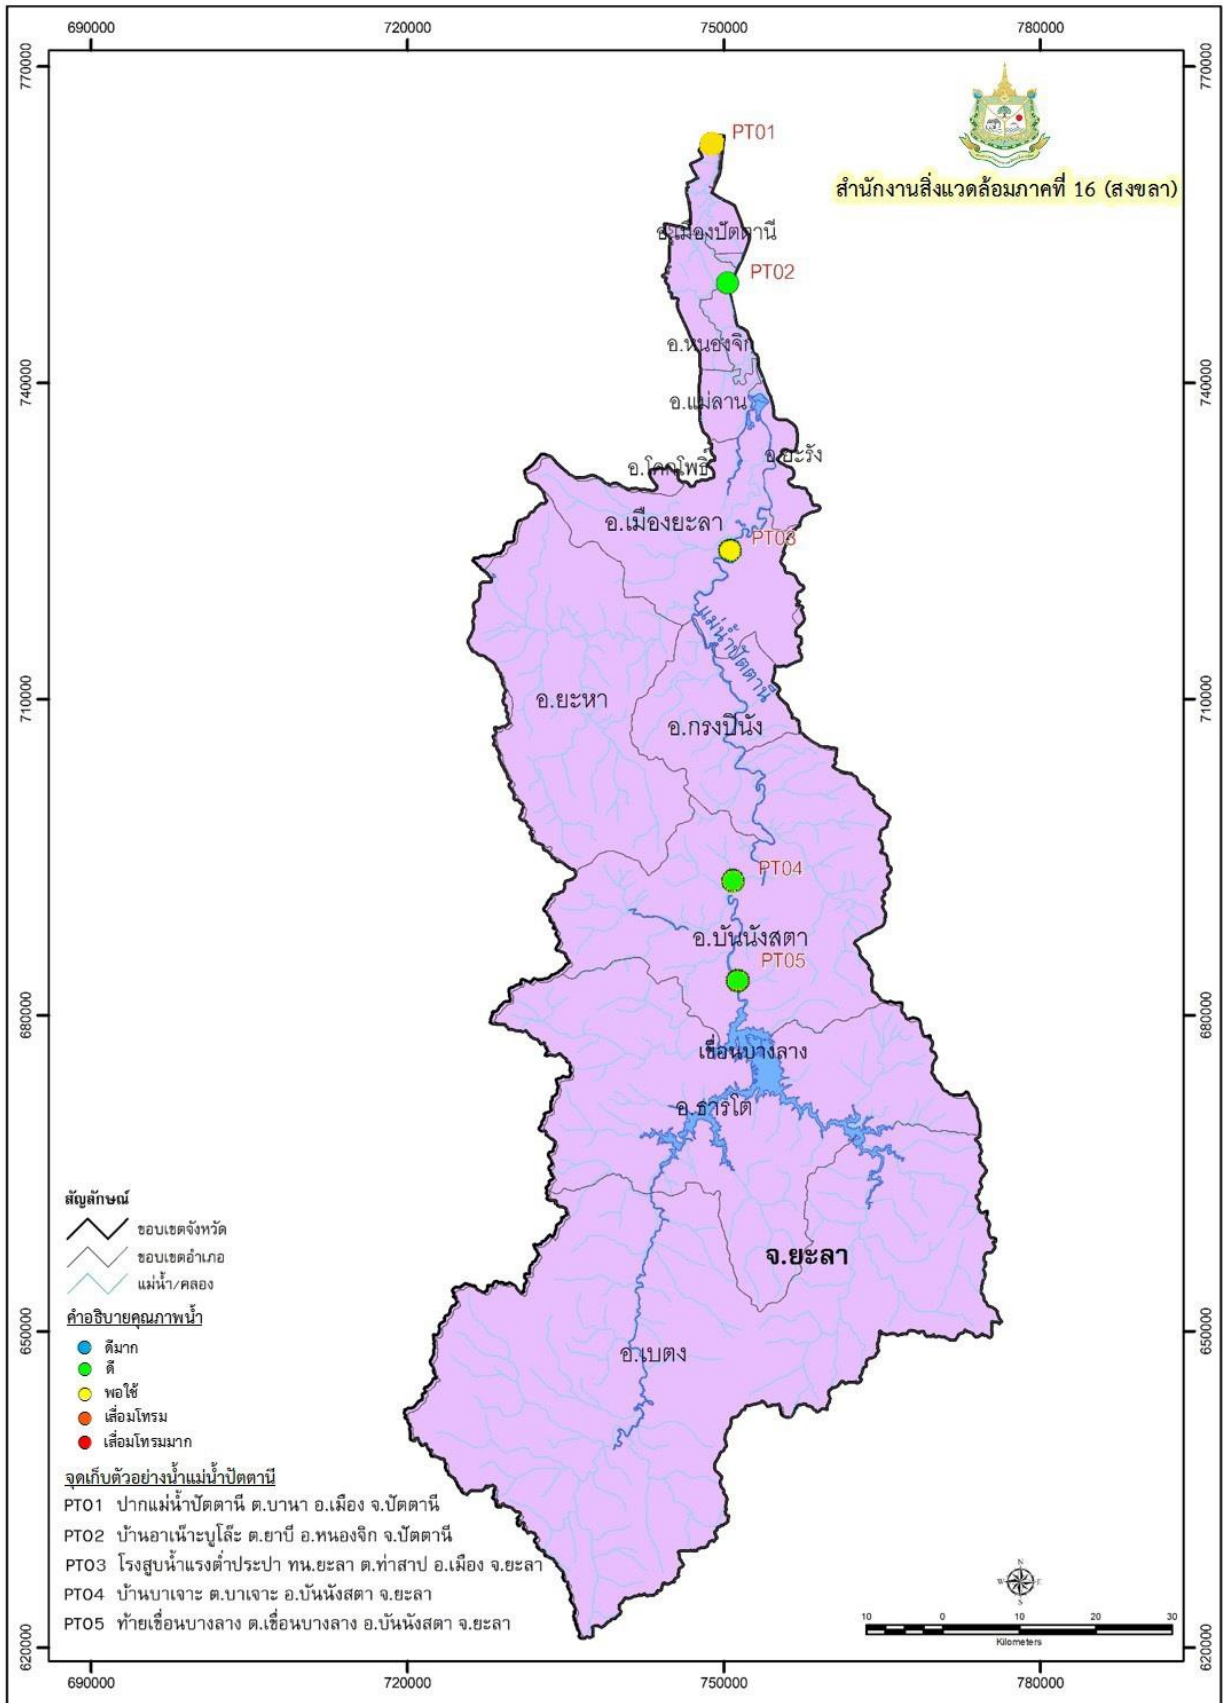 690000 720000 750000 780000
770000 770000
PT01
สำนักงานสิ่งแวดล้อมภาคที่ 16 (สงขลา)
อ.เมืองปัตตานี
PT02
อ.หนองจิก
740000 740000
อ.แม่ลาน
อ.โคกโพธิ์ อ.ยะรัง
อ.เมืองยะลา
PT03
แม่น้ำปัตตานี
อ.ยะหา
710000 710000
อ.กรงปินัง
PT04
อ.บันนังสตา
PT05
680000 680000
เขื่อนบางลาง
อ.ธารโต
สัญลักษณ์
ขอบเขตจังหวัด
ขอบเขตอำเภอ
แม่น้ำ/คลอง
จ.ยะลา
คำอธิบายคุณภาพน้ำ
650000 650000
ดีมาก
อ.เบตง
ดี
พอใช้
เสื่อมโทรม
เสื่อมโทรมมาก
จุดเก็บตัวอย่างน้ำแม่น้ำปัตตานี
PT01 ปากแม่น้ำปัตตานี ต.บานา อ.เมือง จ.ปัตตานี
PT02 บ้านอาเน๊าะบูโล๊ะ ต.ยาบี อ.หนองจิก จ.ปัตตานี
PT03 โรงสูบน้ำแรงต่ำประปา ทน.ยะลา ต.ท่าสาป อ.เมือง จ.ยะลา
PT04 บ้านบาเจาะ ต.บาเจาะ อ.บันนังสตา จ.ยะลา
PT05 ท้ายเขื่อนบางลาง ต.เขื่อนบางลาง อ.บันนังสตา จ.ยะลา
N
W E
S
10 0 10 20 30
Kilometers
620000 620000
690000 720000 750000 780000